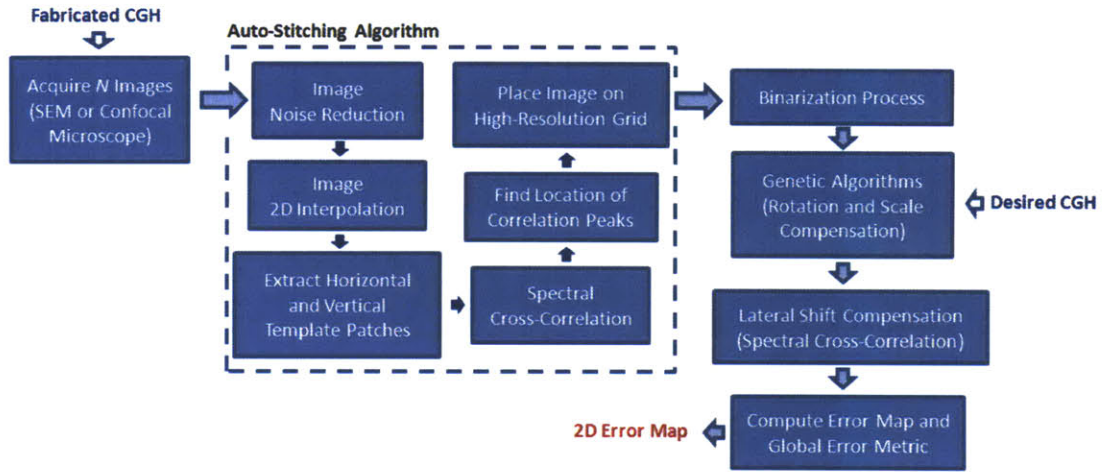 Fabricated CGH
Acquire N Images
(SEM or Confocal
Microscope)
Auto-Stitching Algorithm
Image
Noise Reduction
Image
2D Interpolation
Extract Horizontal
and Vertical
Template Patches
Spectral
Cross-Correlation
Find Location of
Correlation Peaks
Place Image on
High-Resolution Grid
Binarization Process
Genetic Algorithms
(Rotation and Scale
Compensation)
Desired CGH
Lateral Shift Compensation
(Spectral Cross-Correlation)
Compute Error Map and
Global Error Metric
2D Error Map